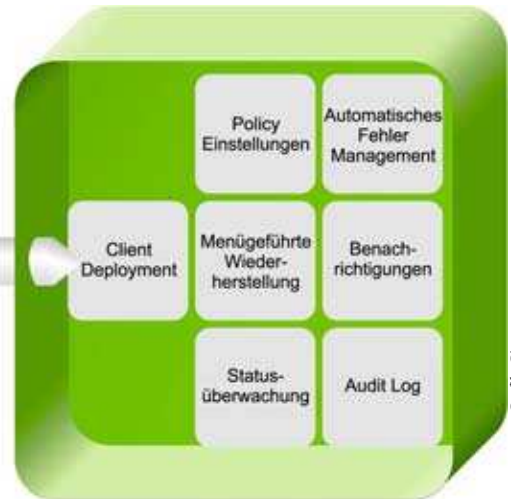 Policy
Einstellungen
Automatisches
Fehler
Management
Client
Deployment
Menügeführte
Wieder-
herstellung
Benach-
richtigungen
Status-
überwachung
Audit Log